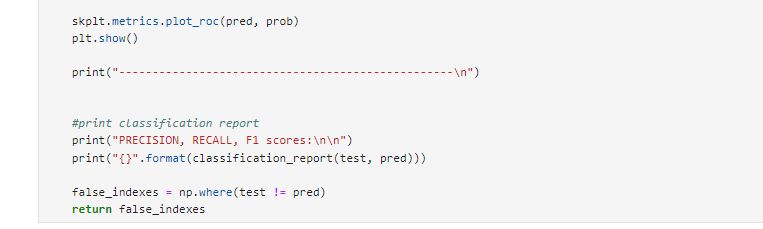 skplt.metrics.plot_roc(pred, prob)
plt.show()
print("--------------------------------------------------\n")
#print classification report
print("PRECISION, RECALL, F1 scores:\n\n")
print("{}".format(classification_report(test, pred)))
false_indexes = np.where(test != pred)
return false_indexes